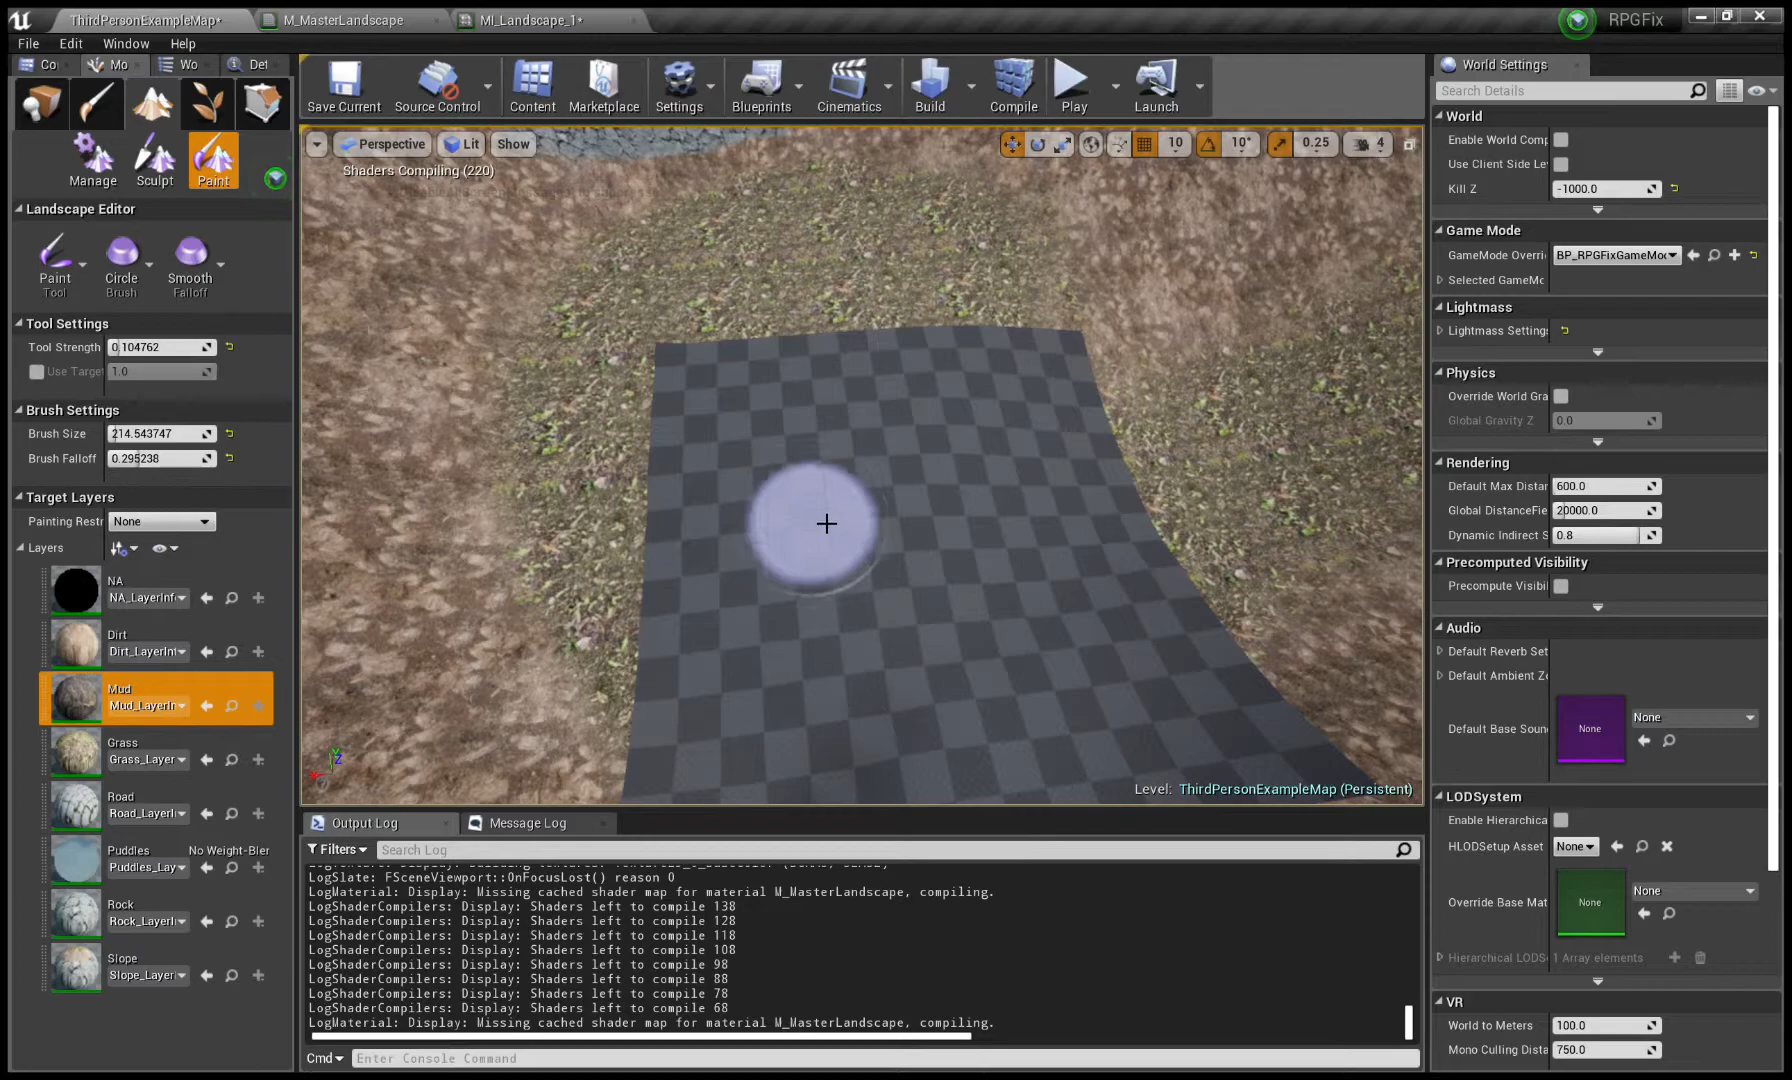 ThirdPersonExampleMap*
M_MasterLandscape
MI_Landscape_1*
RPGFix
File Edit Window Help
Co
Mo
Wo
Det
Save Current
Source Control
Content
Marketplace
Settings
Blueprints
Cinematics
Build
Compile
Play
Launch
World Settings
Search Details
Manage
Sculpt
Paint
Perspective
Lit
Show
10
10°
0.25
4
Shaders Compiling (220)
Landscape Editor
Paint
Tool
Circle
Brush
Smooth
Falloff
Tool Settings
Tool Strength 0.104762
Use Targe 1.0
Brush Settings
Brush Size 214.543747
Brush Falloff 0.295238
Target Layers
Painting Restr None
Layers
NA
NA_LayerInf
Dirt
Dirt_LayerInf
Mud
Mud_LayerIn
Grass
Grass_Layer
Road
Road_LayerI
Puddles No Weight-Bler
Puddles_Lay
Rock
Rock_LayerI
Slope
Slope_Layer
Level: ThirdPersonExampleMap (Persistent)
Output Log
Message Log
Filters
Search Log
LogSlate: FSceneViewport::OnFocusLost() reason 0
LogMaterial: Display: Missing cached shader map for material M_MasterLandscape, compiling.
LogShaderCompilers: Display: Shaders left to compile 138
LogShaderCompilers: Display: Shaders left to compile 128
LogShaderCompilers: Display: Shaders left to compile 118
LogShaderCompilers: Display: Shaders left to compile 108
LogShaderCompilers: Display: Shaders left to compile 98
LogShaderCompilers: Display: Shaders left to compile 88
LogShaderCompilers: Display: Shaders left to compile 78
LogShaderCompilers: Display: Shaders left to compile 68
LogMaterial: Display: Missing cached shader map for material M_MasterLandscape, compiling.
Cmd
Enter Console Command
World
Enable World Comp
Use Client Side Le
Kill Z -1000.0
Game Mode
GameMode Overri BP_RPGFixGameMoc
Selected GameMc
Lightmass
Lightmass Setting
Physics
Override World Gra
Global Gravity Z 0.0
Rendering
Default Max Distar 600.0
Global DistanceFie 20000.0
Dynamic Indirect S 0.8
Precomputed Visibility
Precompute Visibil
Audio
Default Reverb Set
Default Ambient Zo
Default Base Soun
None
None
LODSystem
Enable Hierarchica
HLODSetup Asset None
Override Base Mat
None
None
Hierarchical LODS 1 Array elements
VR
World to Meters 100.0
Mono Culling Dista 750.0